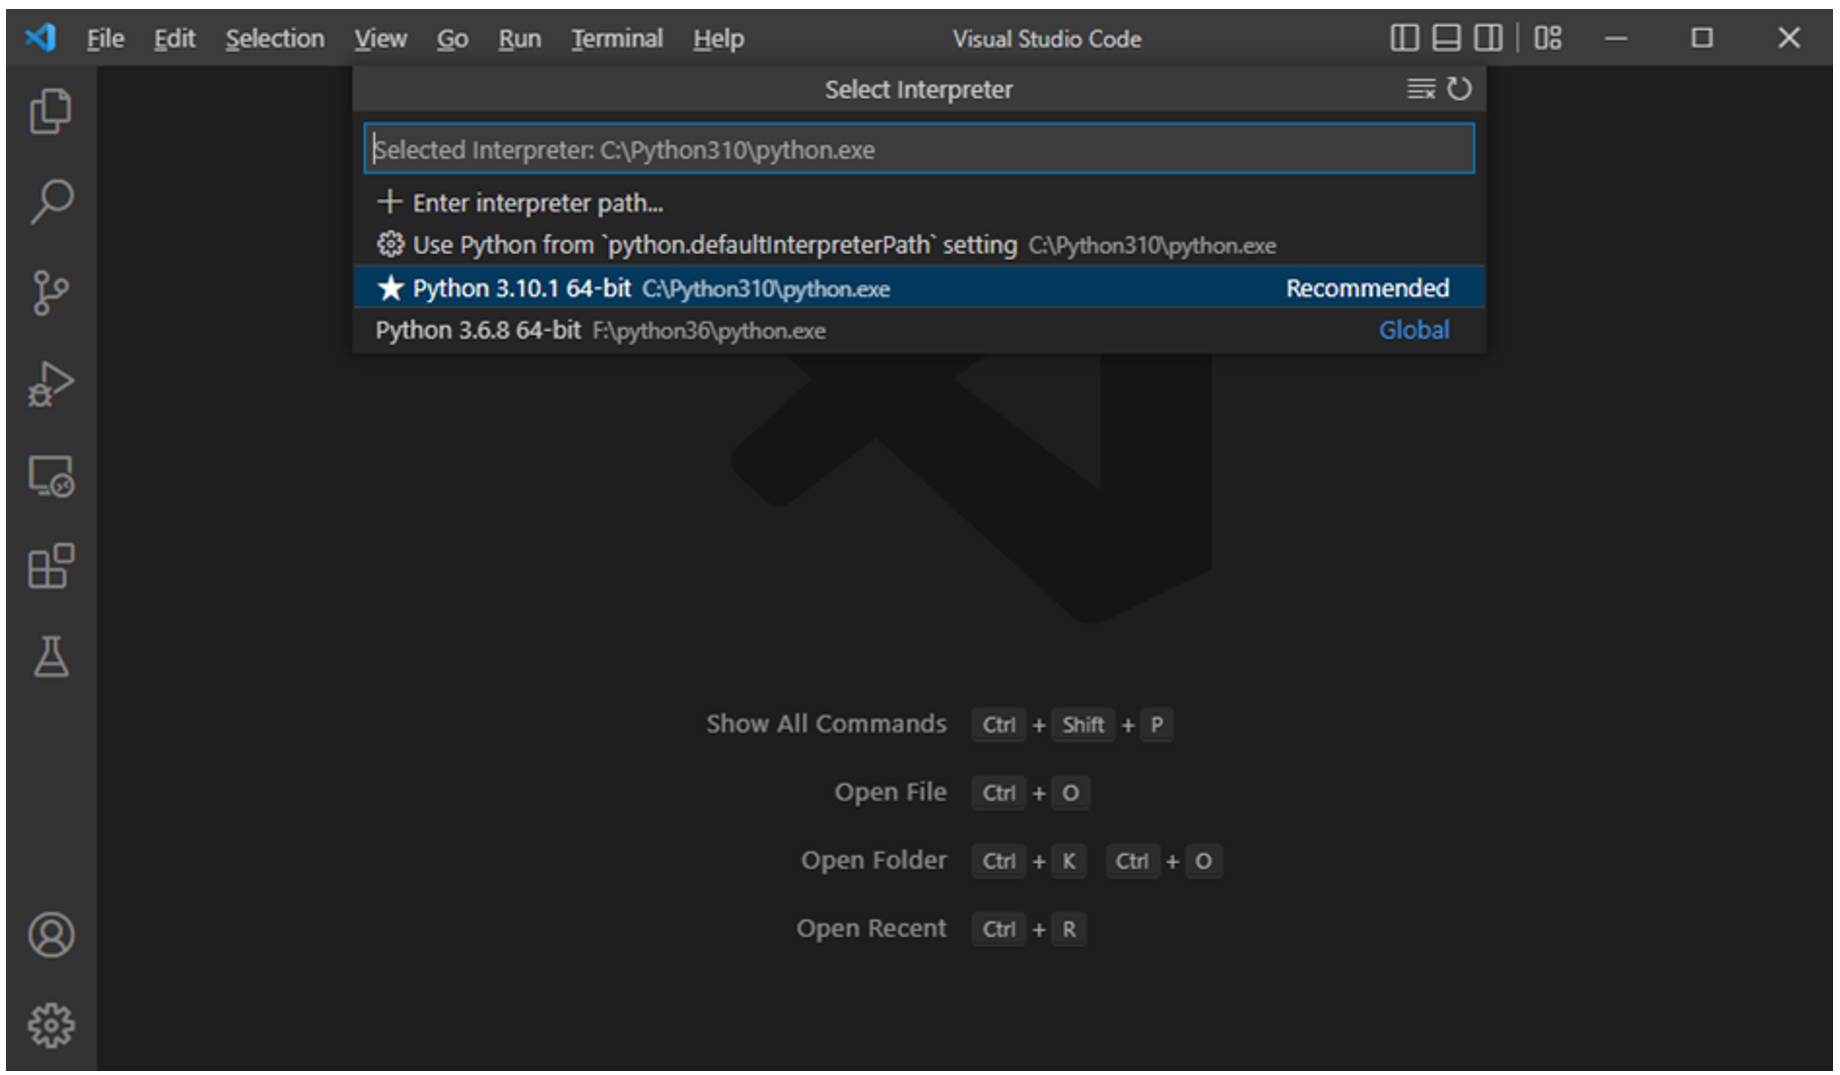 File Edit Selection View Go Run Terminal Help Visual Studio Code
Select Interpreter
Selected Interpreter: C:\Python310\python.exe
Enter interpreter path...
Use Python from `python.defaultInterpreterPath` setting C:\Python310\python.exe
Python 3.10.1 64-bit C:\Python310\python.exe Recommended
Python 3.6.8 64-bit F:\python36\python.exe Global
Show All Commands Ctrl + Shift + P
Open File Ctrl + O
Open Folder Ctrl + K Ctrl + O
Open Recent Ctrl + R